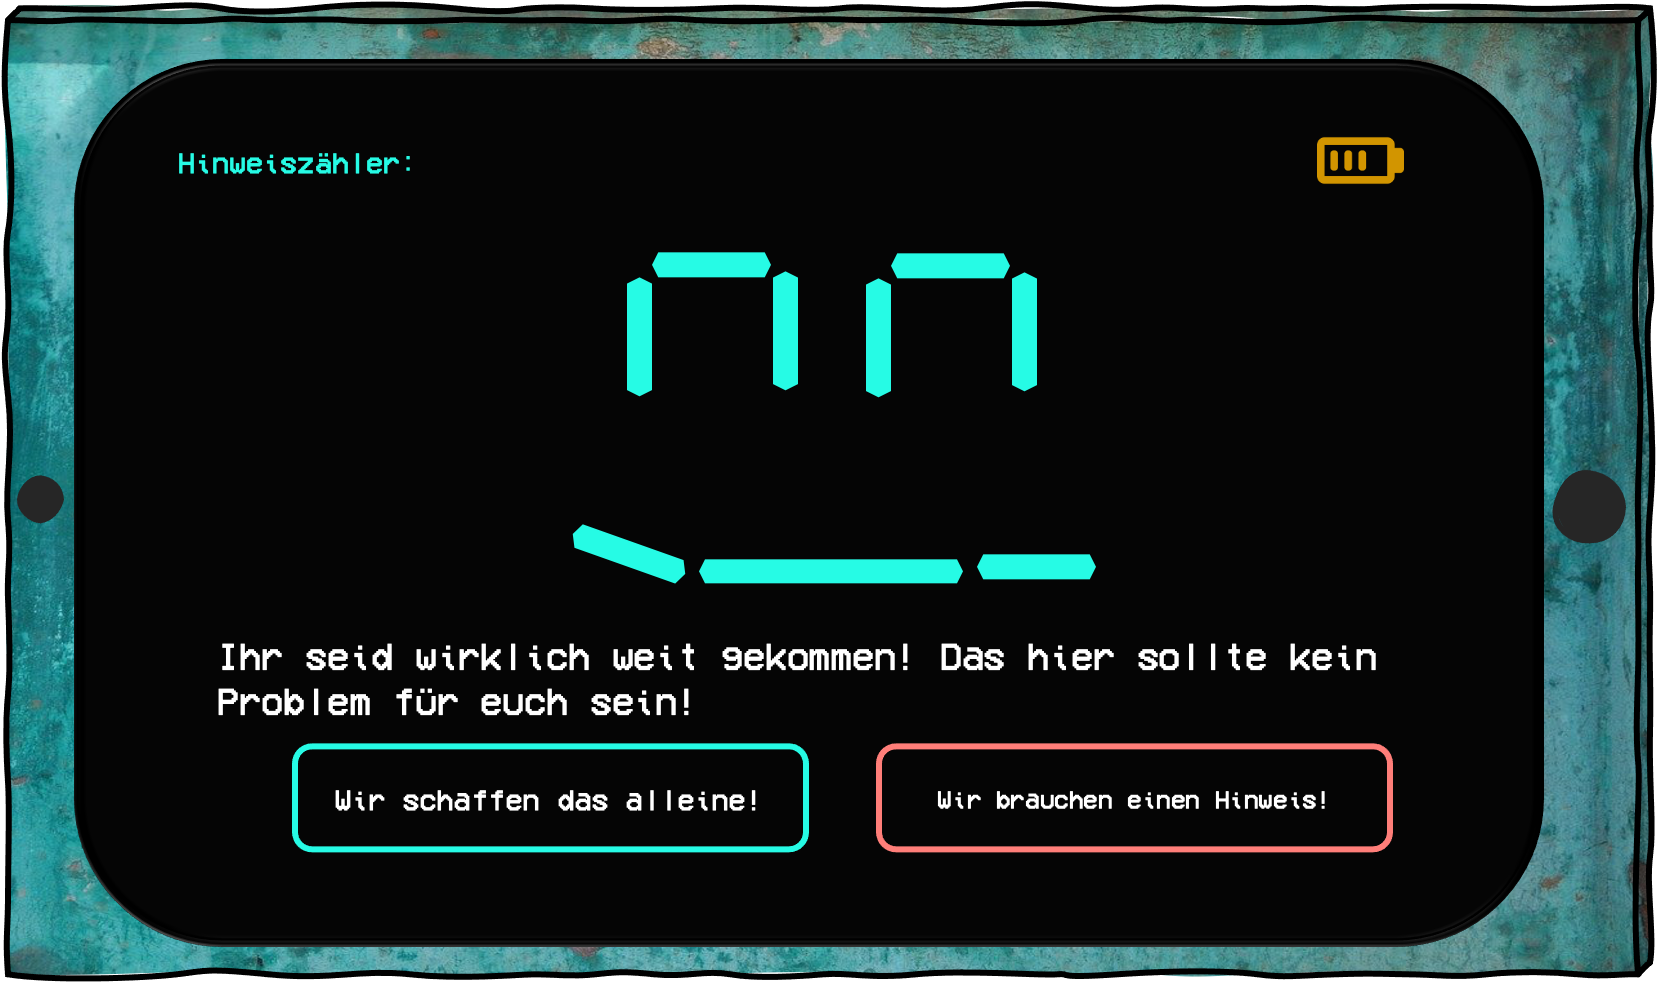 Hinweiszähler:
Ihr seid wirklich weit gekommen! Das hier sollte kein
Problem für euch sein!
Wir schaffen das alleine!
Wir brauchen einen Hinweis!